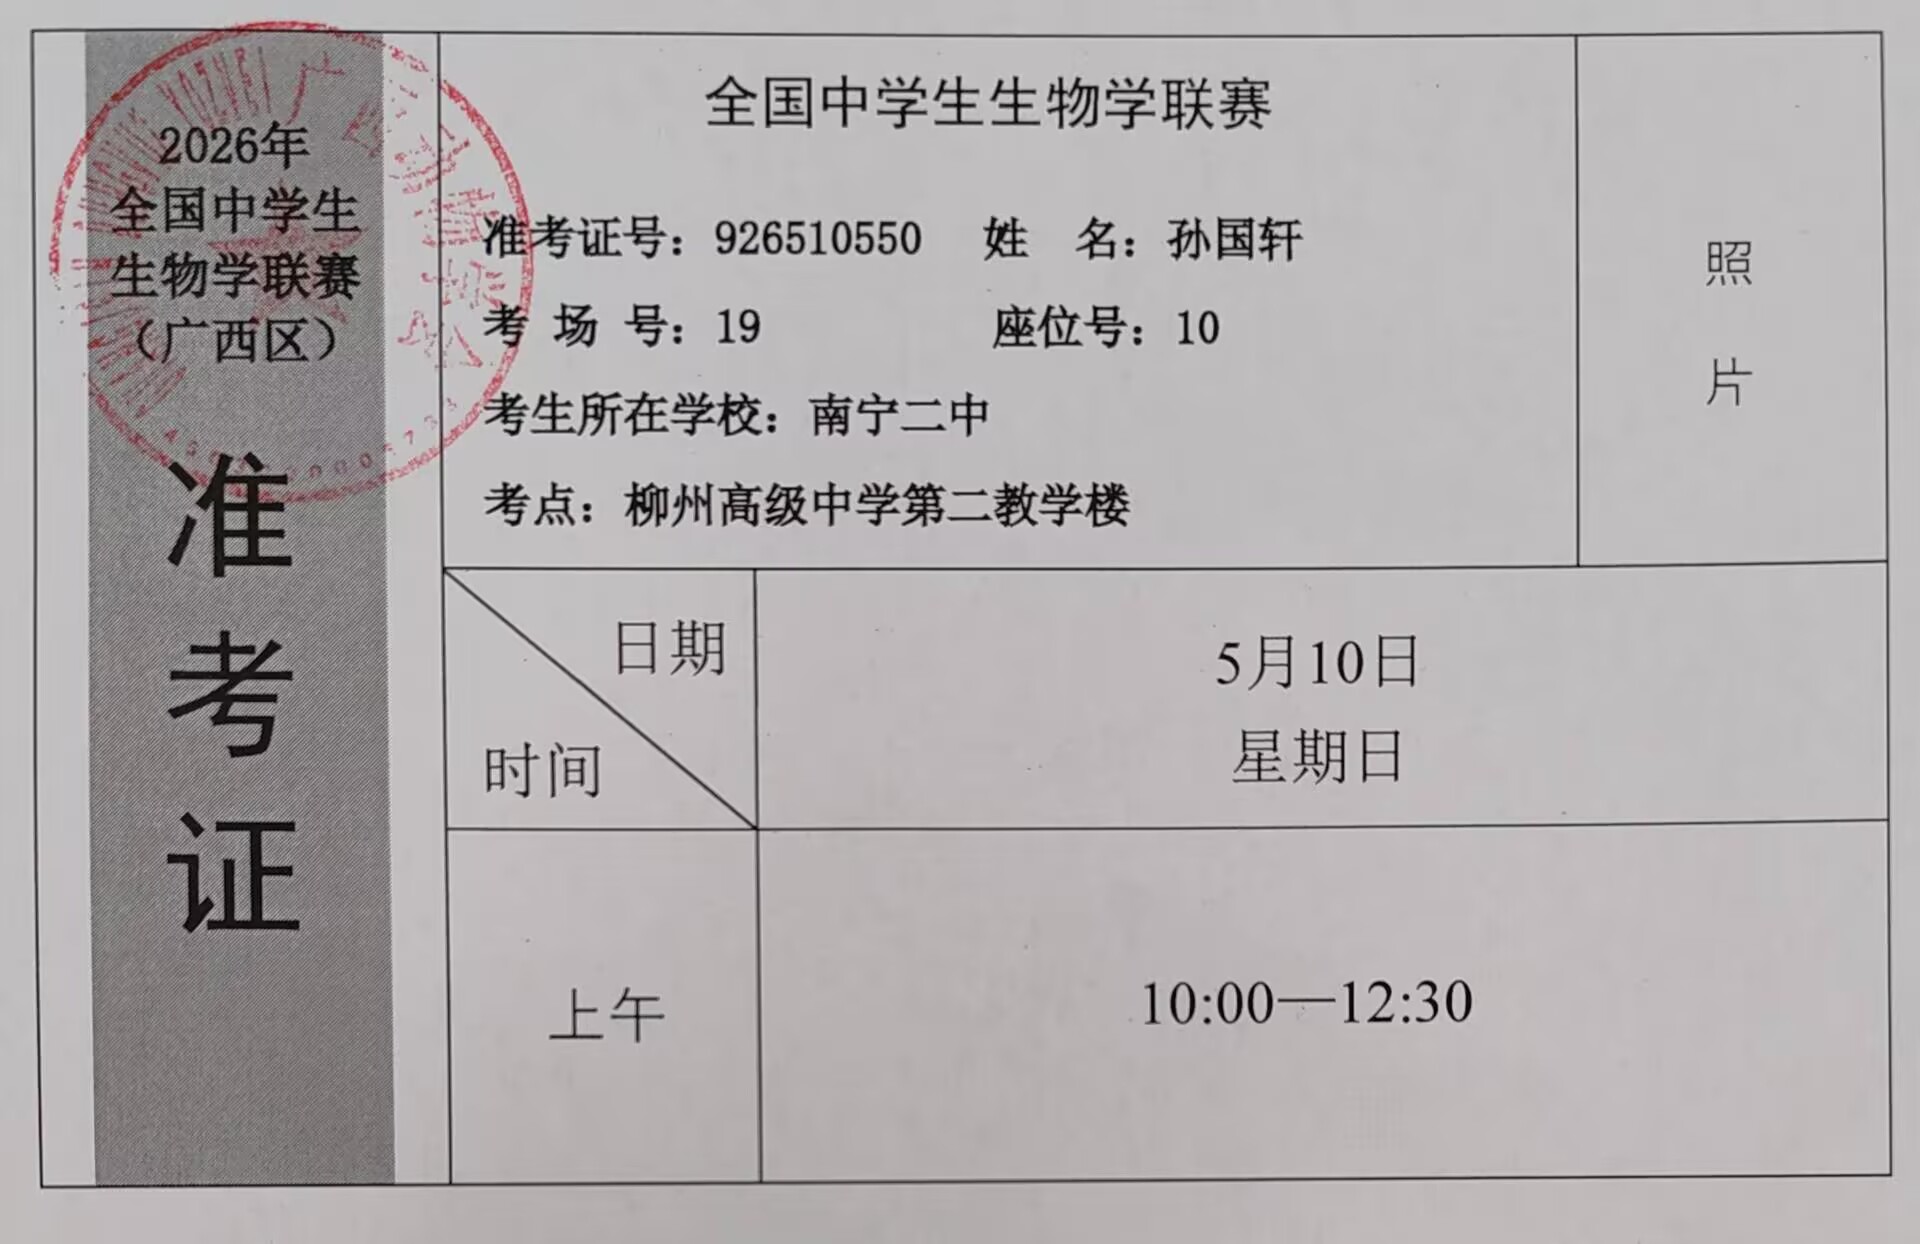 2026年
全国中学生
生物学联赛
（广西区）
准
考
证
全国中学生生物学联赛
准考证号：926510550 姓 名：孙国轩
考 场 号：19 座位号：10
考生所在学校：南宁二中
考点：柳州高级中学第二教学楼
照
片
日期
时间
5月10日
星期日
上午
10:00—12:30